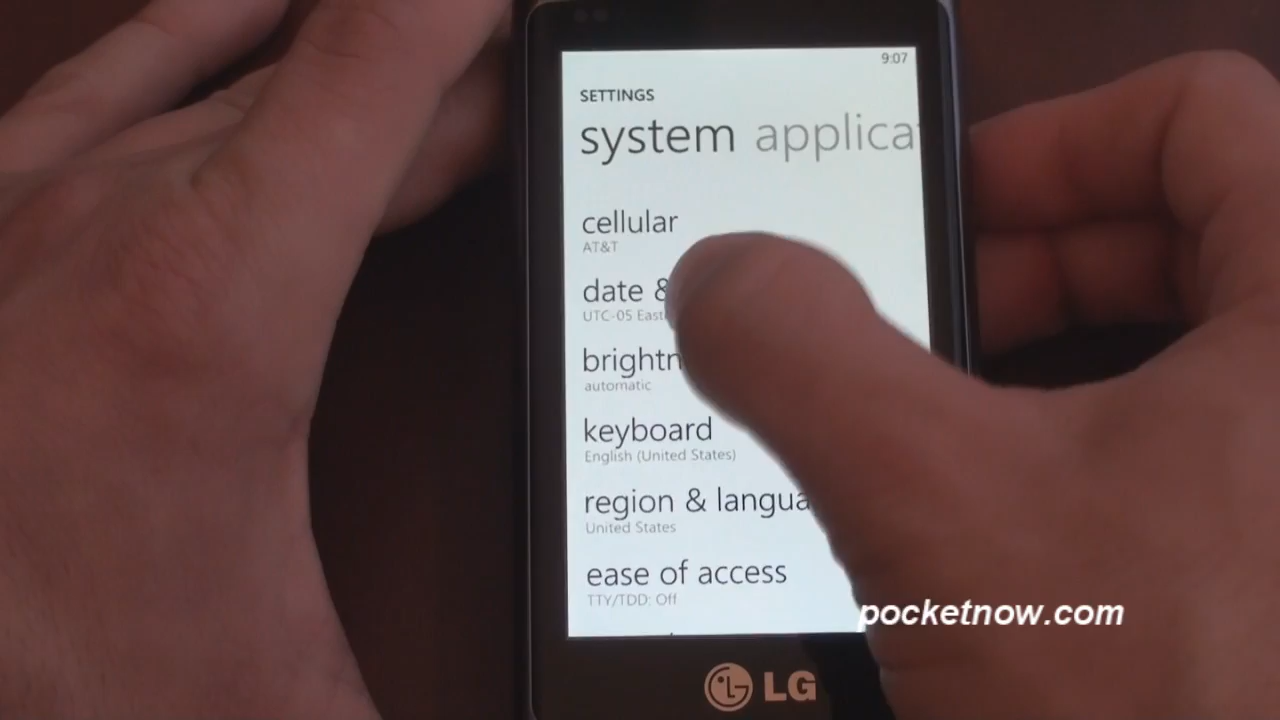 9:07
SETTINGS
system applica
cellular
AT&T
date &
UTC-05 East
brightn
automatic
keyboard
English (United States)
region & langua
United States
ease of access
TTY/TDD: Off
pocketnow.com
LG